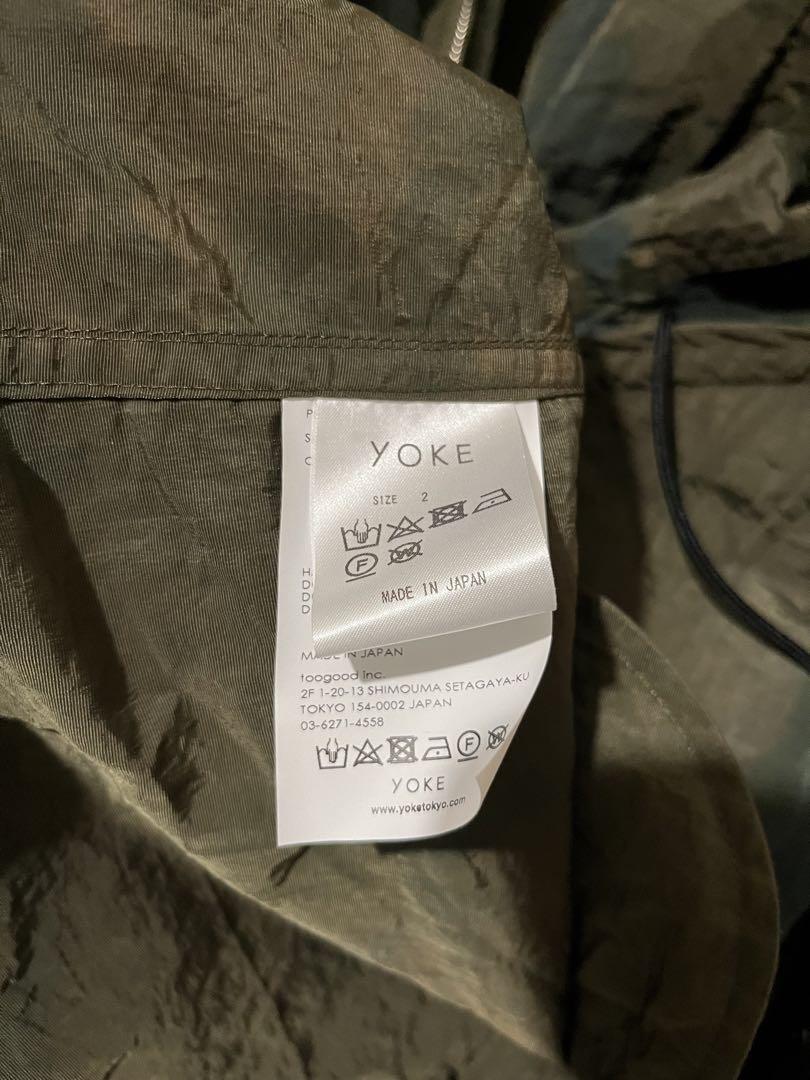 YOKE
SIZE 2
F
W
MADE IN JAPAN
P
S
C
H
D
D
D
MADE IN JAPAN
toogood inc.
2F 1-20-13 SHIMOUMA SETAGAYA-KU
TOKYO 154-0002 JAPAN
03-6271-4558
F W
YOKE
www.yoketokyo.com